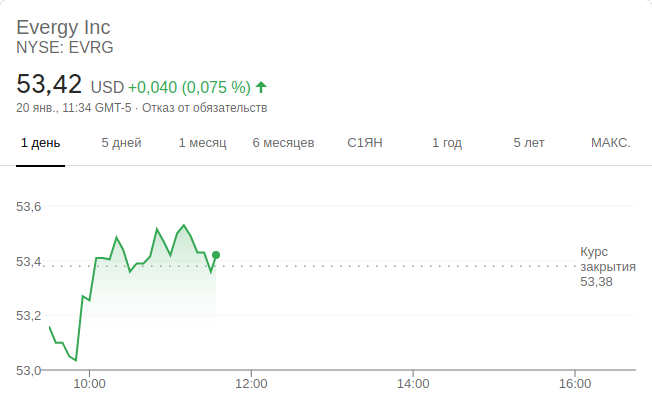 Evergy Inc
NYSE: EVRG
53,42 USD +0,040 (0,075 %)
20 янв., 11:34 GMT-5 · Отказ от обязательств
1 день 5 дней 1 месяц 6 месяцев С1ЯН 1 год 5 лет МАКС.
53,6
53,4
53,2
53,0
Курс
закрытия
53,38
10:00 12:00 14:00 16:00